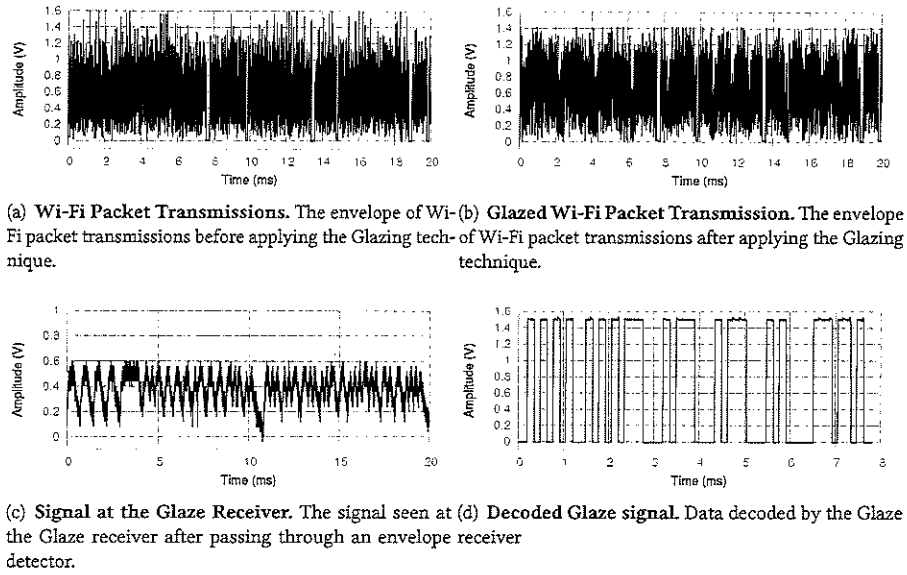 1.6
1.4
1.2
1
0.8
0.6
0.4
0.2
0
Amplitude (V)
0 2 4 6 8 10 12 14 16 18 20
Time (ms)
1.6
1.4
1.2
1
0.8
0.6
0.4
0.2
0
Amplitude (V)
0 2 4 6 8 10 12 14 16 18 20
Time (ms)
(a) Wi-Fi Packet Transmissions. The envelope of Wi-
Fi packet transmissions before applying the Glazing tech-
nique.
(b) Glazed Wi-Fi Packet Transmission. The envelope
of Wi-Fi packet transmissions after applying the Glazing
technique.
1
0.8
0.6
0.4
0.2
0
Amplitude (V)
0 5 10 15 20
Time (ms)
1.6
1.4
1.2
1
0.8
0.6
0.4
0.2
0
Amplitude (V)
0 1 2 3 4 5 6 7 8
Time (ms)
(c) Signal at the Glaze Receiver. The signal seen at
the Glaze receiver after passing through an envelope
detector.
(d) Decoded Glaze signal. Data decoded by the Glaze
receiver